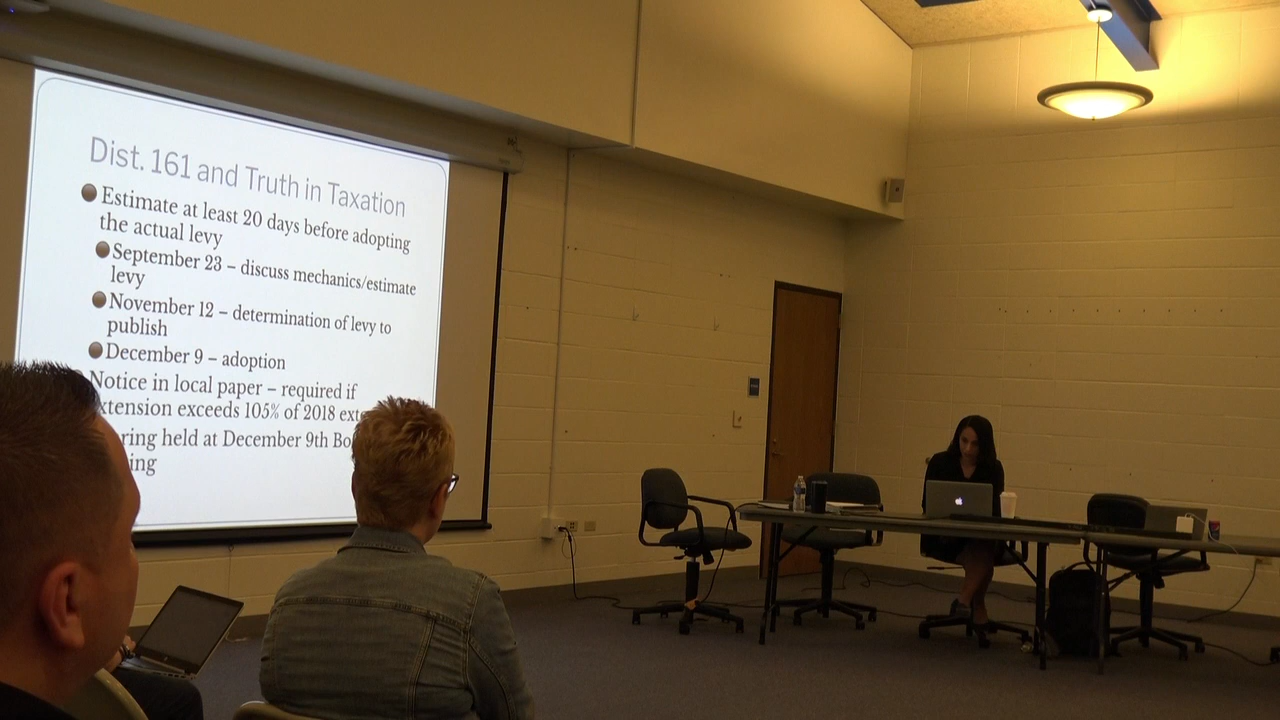 Dist. 161 and Truth in Taxation
Estimate at least 20 days before adopting
the actual levy
September 23 – discuss mechanics/estimate
levy
November 12 – determination of levy to
publish
December 9 – adoption
Notice in local paper – required if
xtension exceeds 105% of 2018 exte
ring held at December 9th Bo
ing